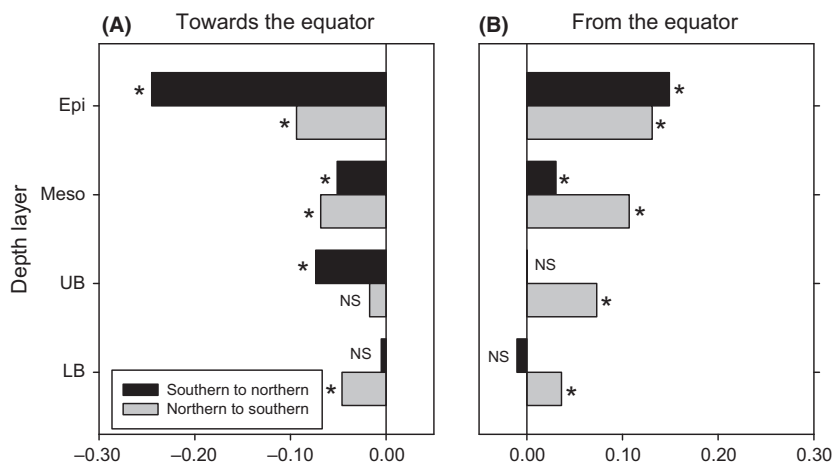 (A) Towards the equator
(B) From the equator
Depth layer
Epi
Meso
UB
LB
*
*
*
*
*
NS
NS
*
Southern to northern
Northern to southern
−0.30 −0.20 −0.10 0.00
*
*
*
*
NS
*
NS
*
0.00 0.10 0.20 0.30